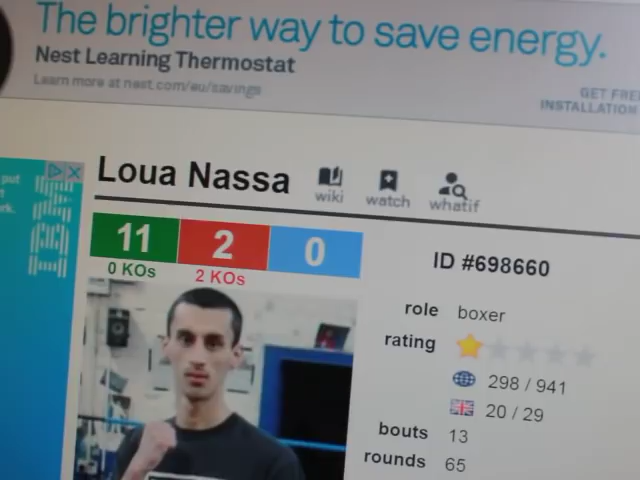 The brighter way to save energy.
Nest Learning Thermostat
Learn more at nest.com/eu/savings
GET FREE
INSTALLATION
put
rk.
IBM
Loua Nassa
wiki
watch
whatif
11 2 0
0 KOs 2 KOs
ID #698660
role boxer
rating
298 / 941
20 / 29
bouts 13
rounds 65